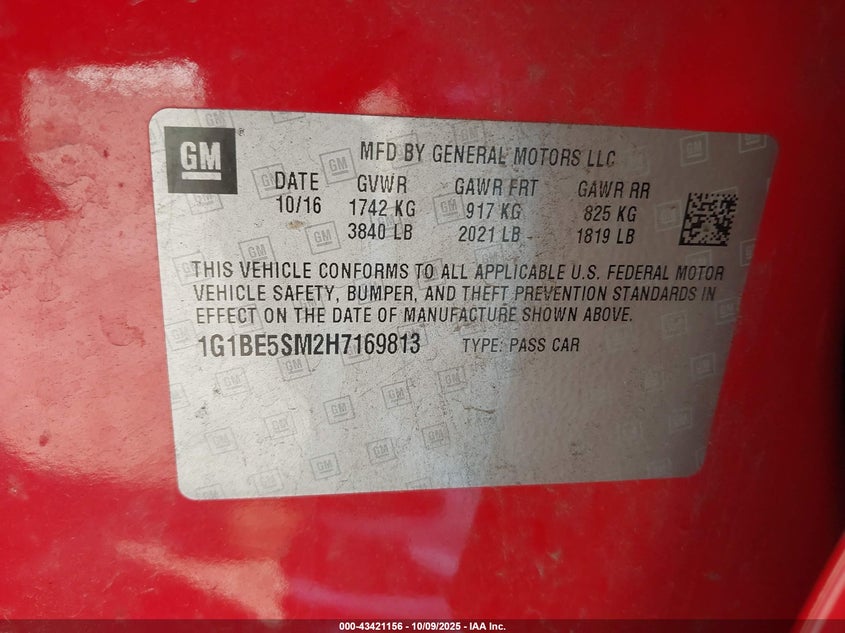 GM
MFD BY GENERAL MOTORS LLC
DATE GVWR GAWR FRT GAWR RR
10/16 1742 KG 917 KG 825 KG
3840 LB 2021 LB 1819 LB
THIS VEHICLE CONFORMS TO ALL APPLICABLE U.S. FEDERAL MOTOR
VEHICLE SAFETY, BUMPER, AND THEFT PREVENTION STANDARDS IN
EFFECT ON THE DATE OF MANUFACTURE SHOWN ABOVE.
1G1BE5SM2H7169813 TYPE: PASS CAR
000-43421156 - 10/09/2025 - IAA Inc.